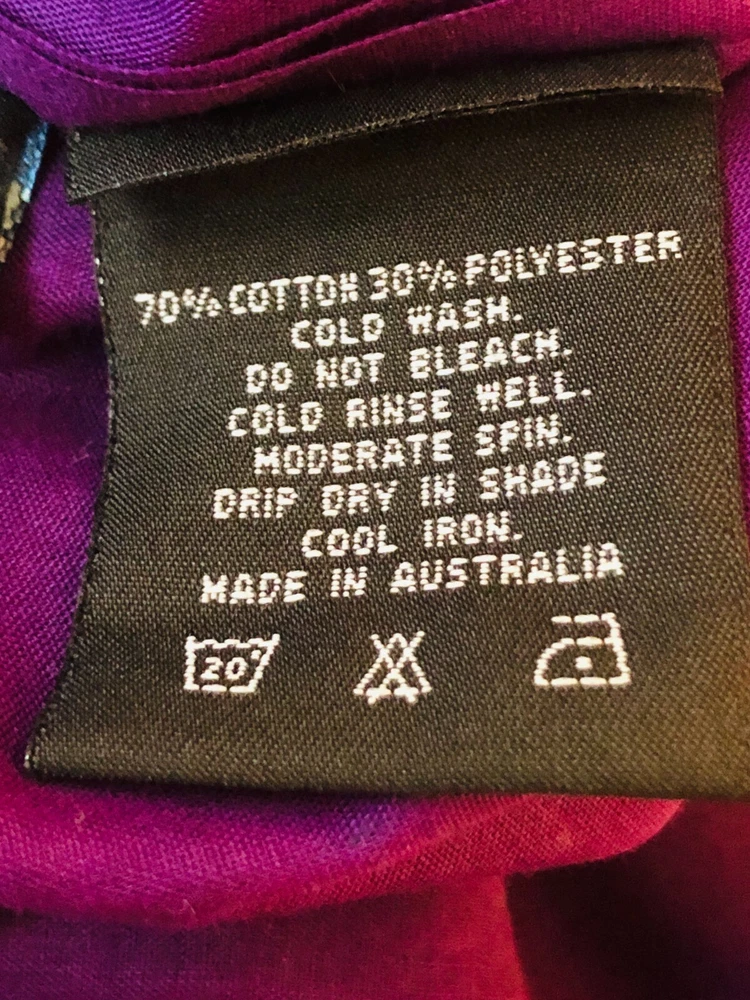 70% COTTON 30% POLYESTER
COLD WASH.
DO NOT BLEACH.
COLD RINSE WELL.
MODERATE SPIN.
DRIP DRY IN SHADE
COOL IRON.
MADE IN AUSTRALIA
20°